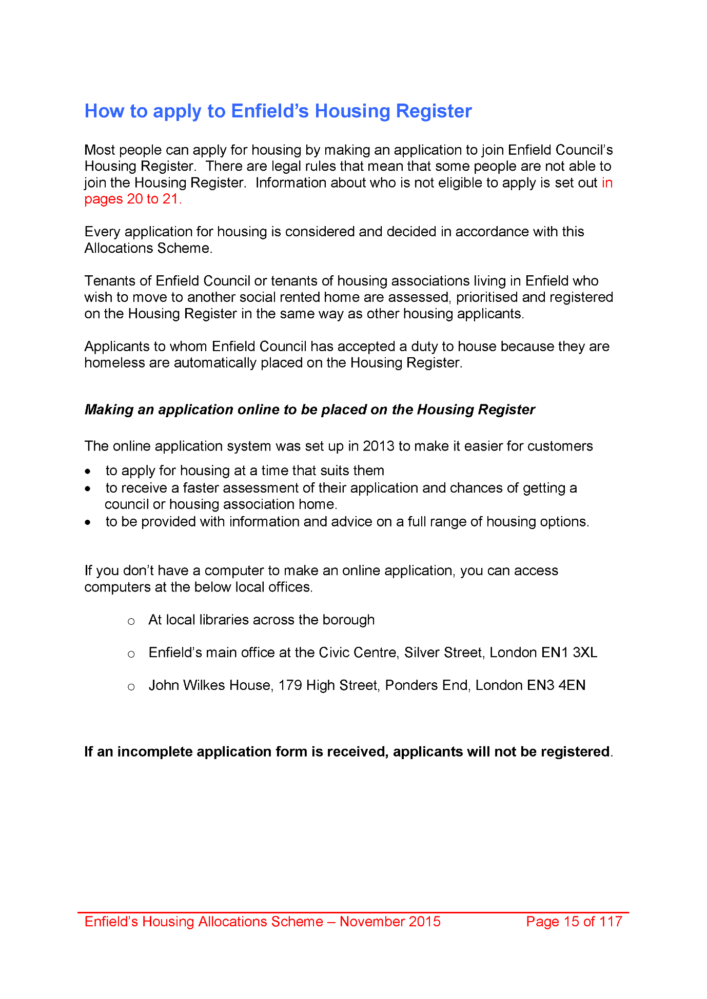 How to apply to Enfield’s Housing Register
Most people can apply for housing by making an application to join Enfield Council’s
Housing Register.  There are legal rules that mean that some people are not able to
join the Housing Register.  Information about who is not eligible to apply is set out in
pages 20 to 21.
Every application for housing is considered and decided in accordance with this
Allocations Scheme.
Tenants of Enfield Council or tenants of housing associations living in Enfield who
wish to move to another social rented home are assessed, prioritised and registered
on the Housing Register in the same way as other housing applicants.
Applicants to whom Enfield Council has accepted a duty to house because they are
homeless are automatically placed on the Housing Register.
Making an application online to be placed on the Housing Register
The online application system was set up in 2013 to make it easier for customers
• to apply for housing at a time that suits them
• to receive a faster assessment of their application and chances of getting a
council or housing association home.
• to be provided with information and advice on a full range of housing options.
If you don’t have a computer to make an online application, you can access
computers at the below local offices.
o At local libraries across the borough
o Enfield’s main office at the Civic Centre, Silver Street, London EN1 3XL
o John Wilkes House, 179 High Street, Ponders End, London EN3 4EN
If an incomplete application form is received, applicants will not be registered.
Enfield’s Housing Allocations Scheme – November 2015 Page 15 of 117